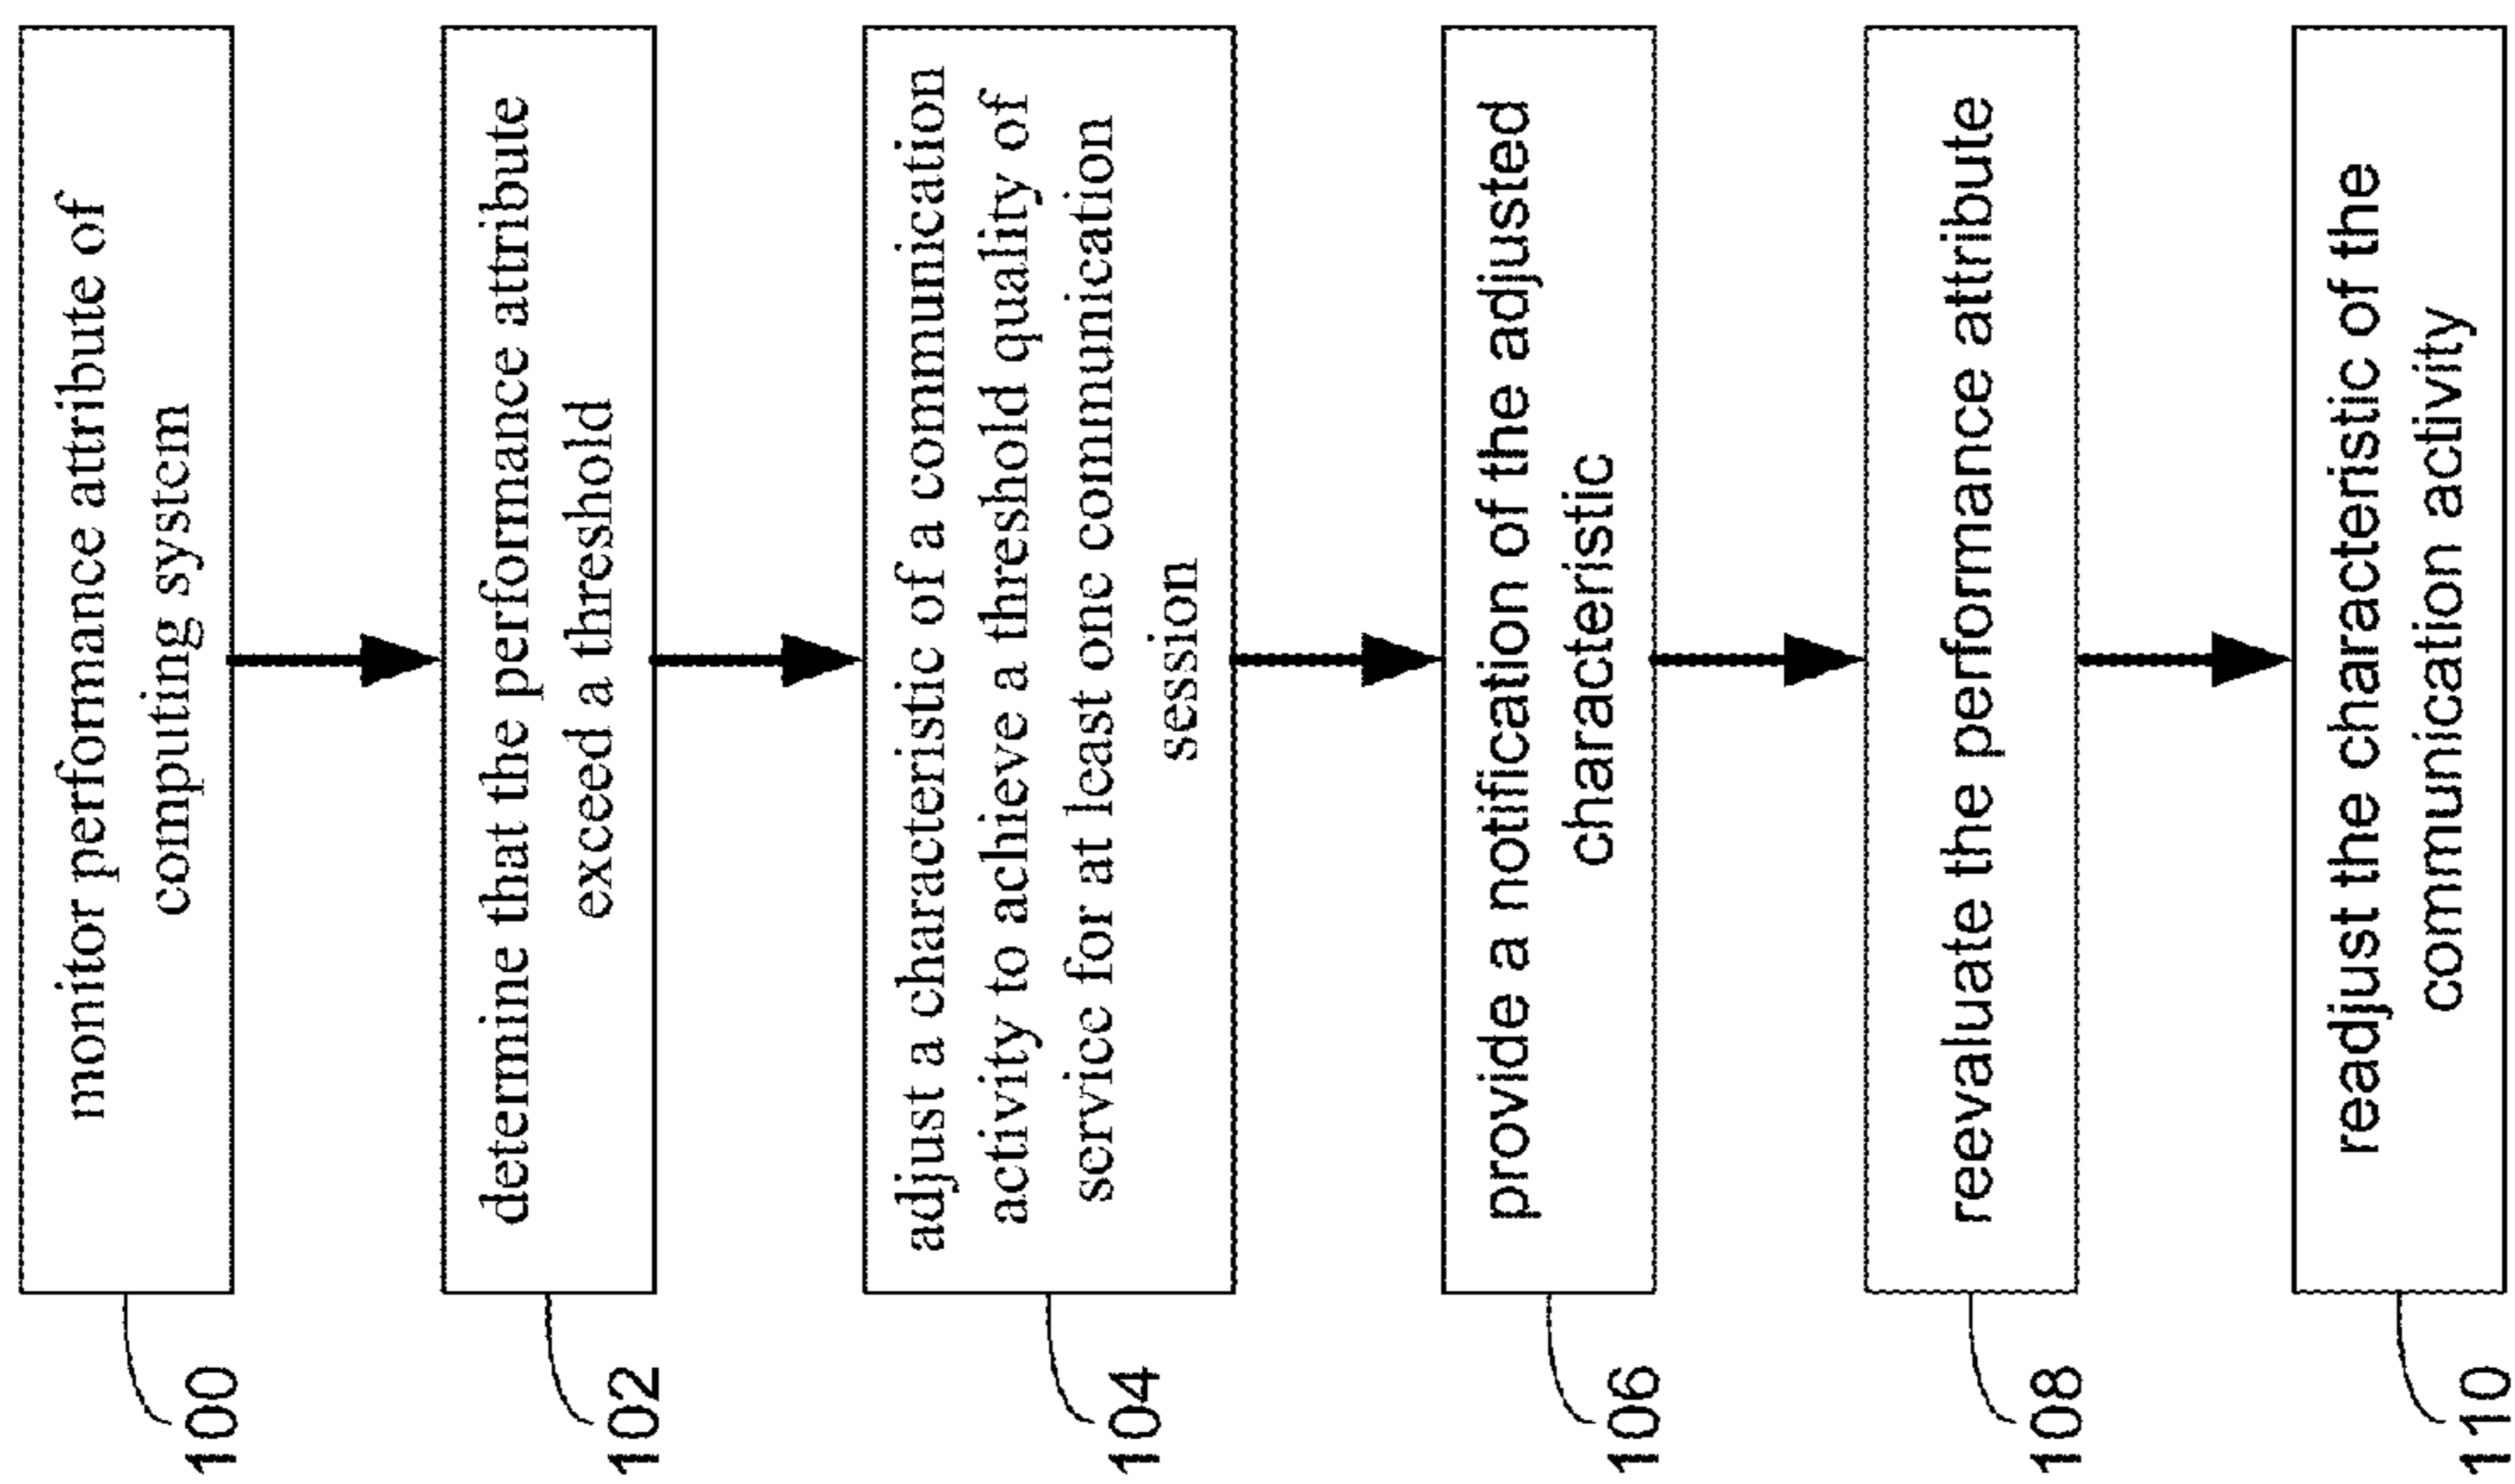 100
monitor performance attribute of
computing system
102
determine that the performance attribute
exceed a threshold
104
adjust a characteristic of a communication
activity to achieve a threshold quality of
service for at least one communication
session
106
provide a notification of the adjusted
characteristic
108
reevaluate the performance attribute
110
readjust the characteristic of the
communication activity